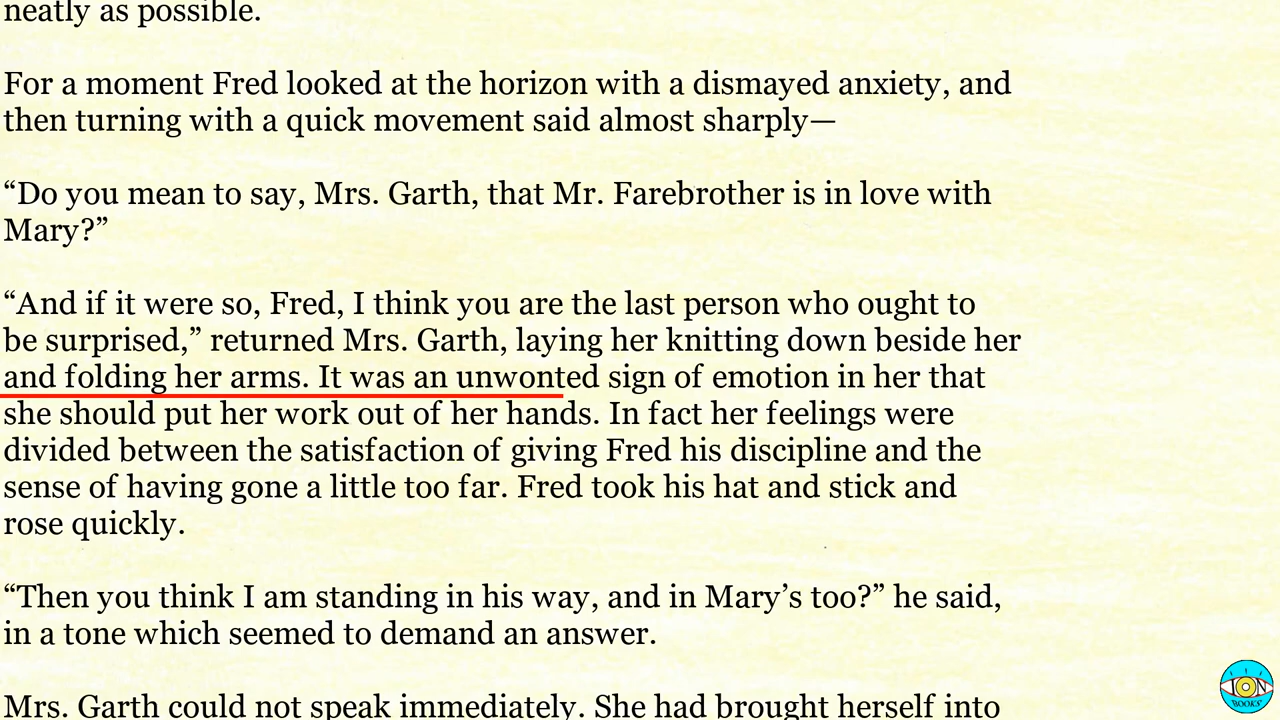 neatly as possible.
For a moment Fred looked at the horizon with a dismayed anxiety, and
then turning with a quick movement said almost sharply—
“Do you mean to say, Mrs. Garth, that Mr. Farebrother is in love with
Mary?”
“And if it were so, Fred, I think you are the last person who ought to
be surprised,” returned Mrs. Garth, laying her knitting down beside her
and folding her arms. It was an unwonted sign of emotion in her that
she should put her work out of her hands. In fact her feelings were
divided between the satisfaction of giving Fred his discipline and the
sense of having gone a little too far. Fred took his hat and stick and
rose quickly.
“Then you think I am standing in his way, and in Mary’s too?” he said,
in a tone which seemed to demand an answer.
Mrs. Garth could not speak immediately. She had brought herself into
ION
BOOKS